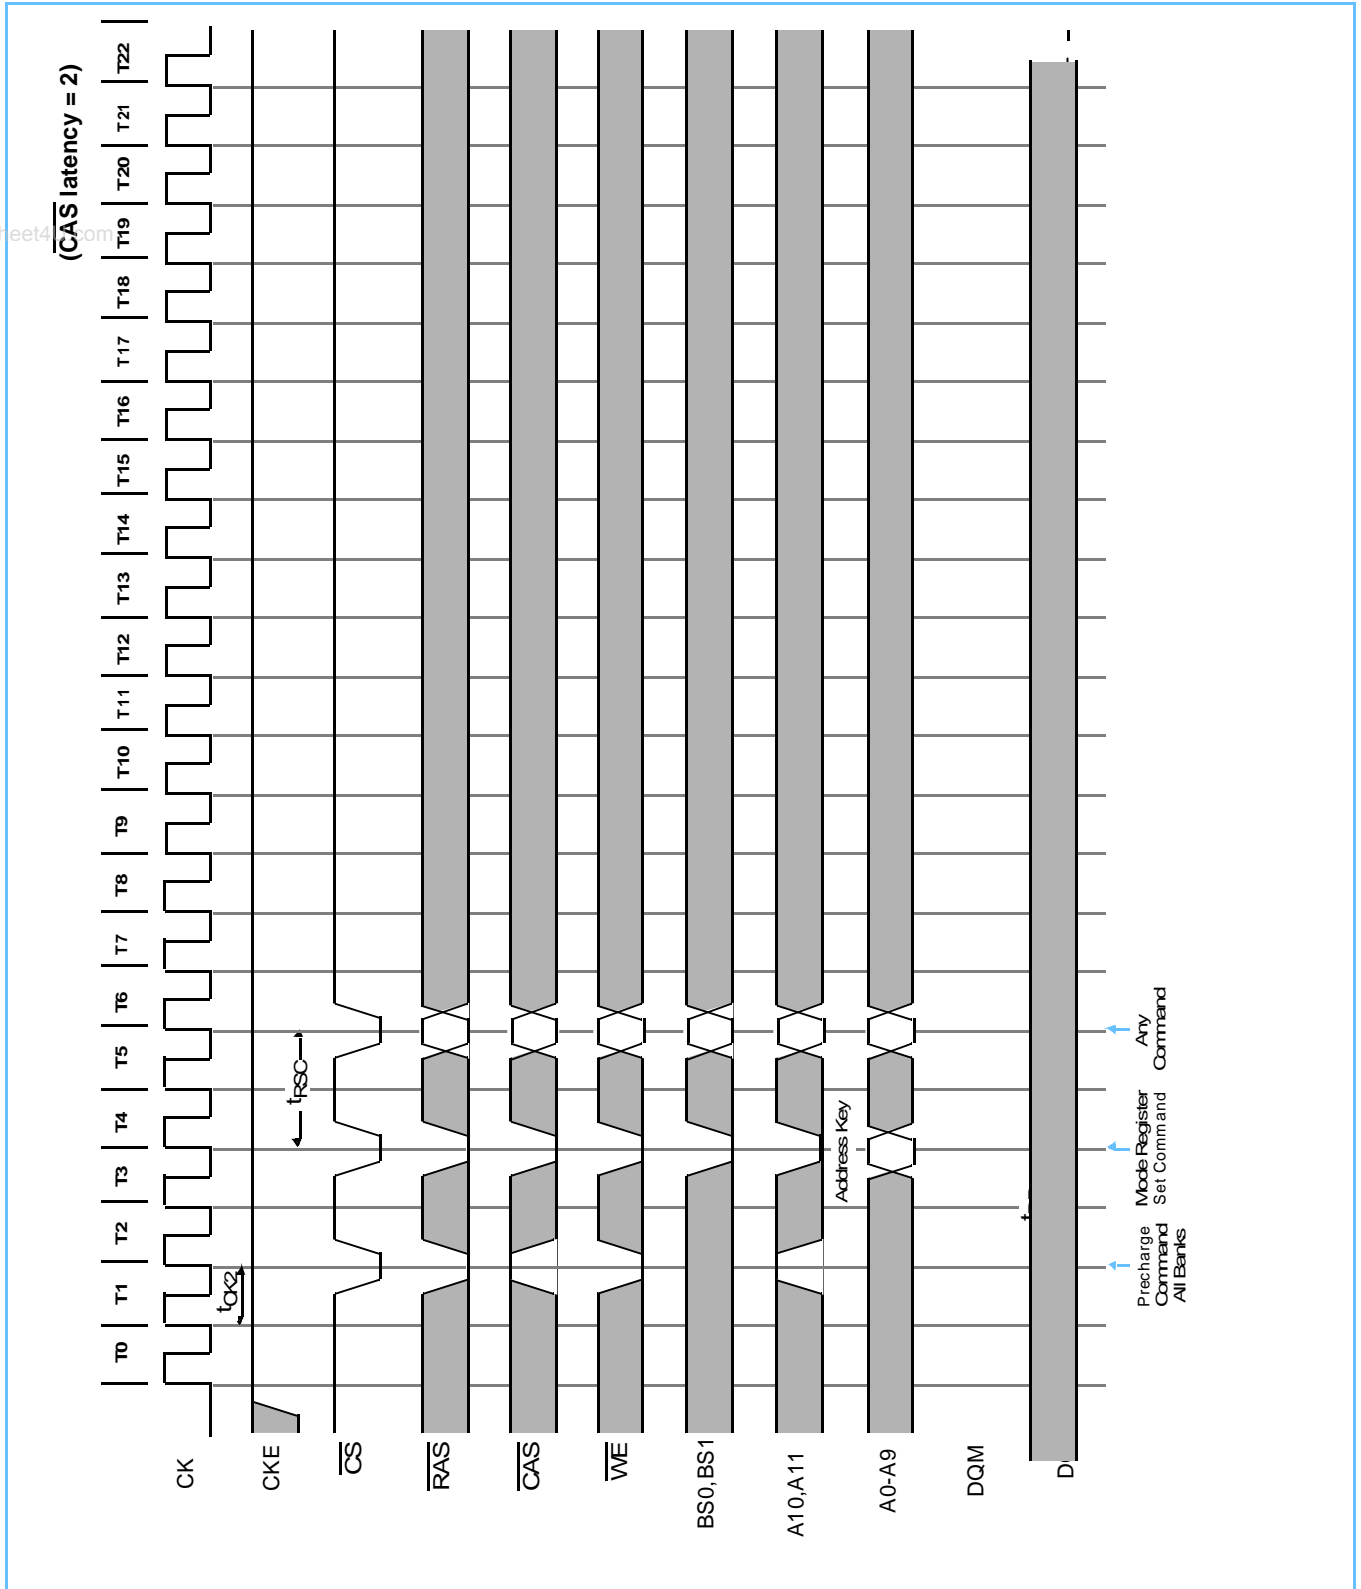 (CAS latency = 2)
heet4U.com
T0 T1 T2 T3 T4 T5 T6 T7 T8 T9 T10 T11 T12 T13 T14 T15 T16 T17 T18 T19 T20 T21 T22
CK
tCK2
CKE
tRSC
CS
RAS
CAS
WE
BS0, BS1
A10,A11
Address Key
A0-A9
DQM
Precharge
Command
All Banks
Mode Register
Set Command
Any
Command